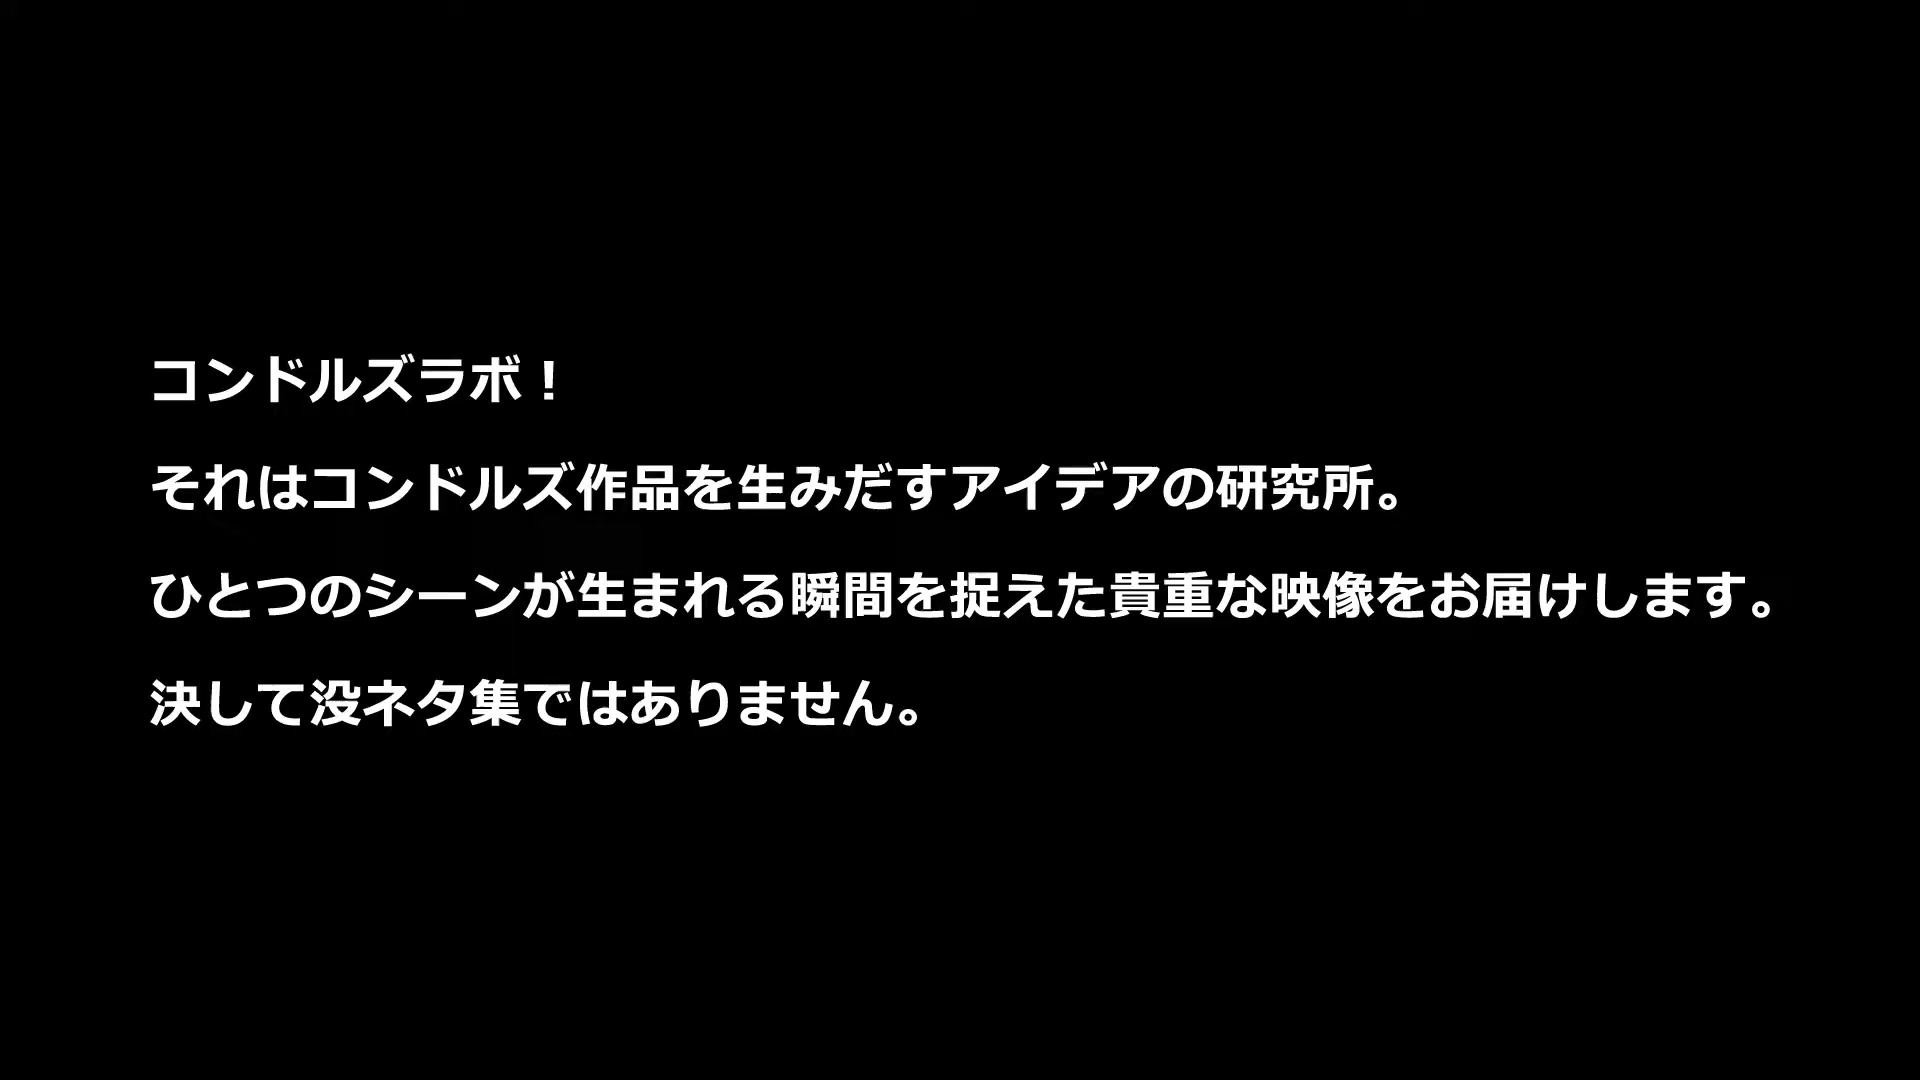 コンドルズラボ！
それはコンドルズ作品を生みだすアイデアの研究所。
ひとつのシーンが生まれる瞬間を捉えた貴重な映像をお届けします。
決して没ネタ集ではありません。